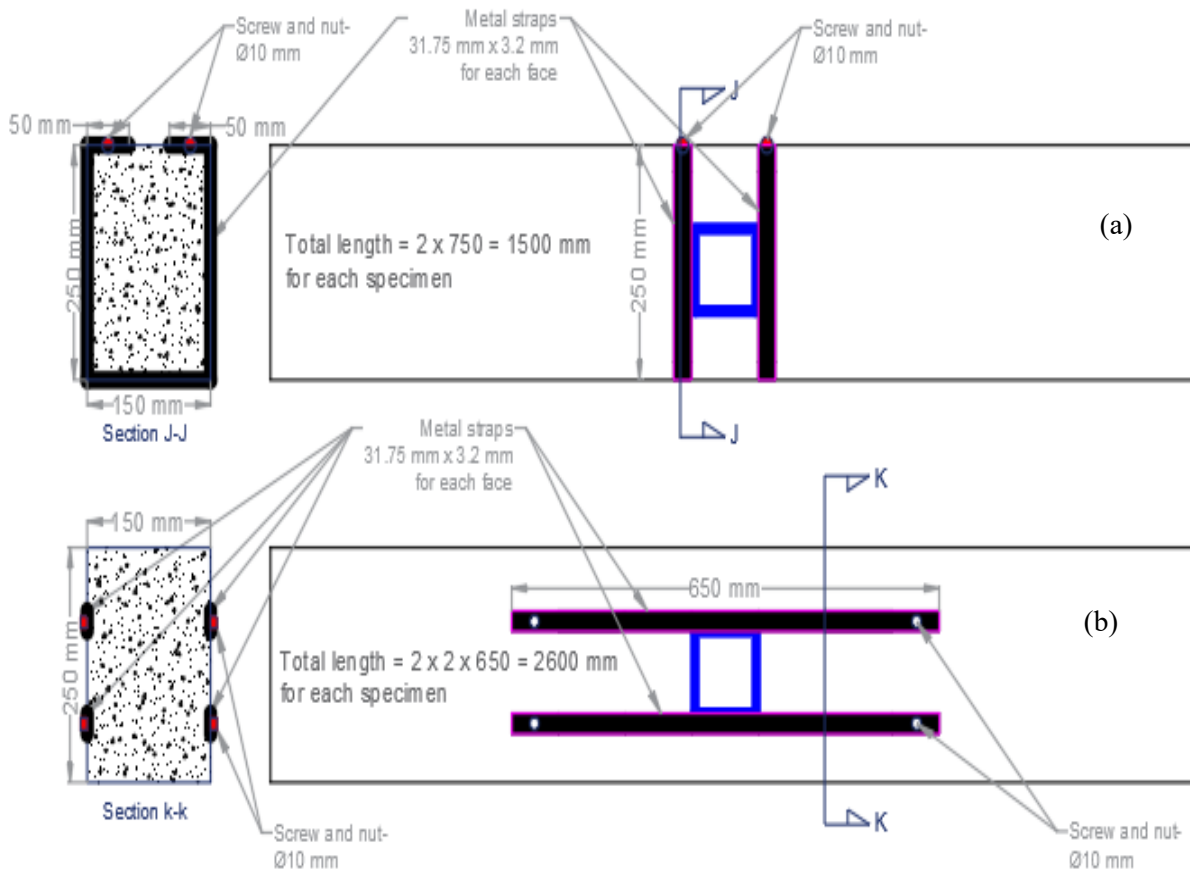 Screw and nut-
Ø10 mm
Metal straps
31.75 mm x 3.2 mm
for each face
Screw and nut-
Ø10 mm
J
50 mm
50 mm
250 mm
Total length = 2 x 750 = 1500 mm
for each specimen
250 mm
(a)
150 mm
Section J-J
J
Metal straps
31.75 mm x 3.2 mm
for each face
K
150 mm
650 mm
250 mm
Total length = 2 x 2 x 650 = 2600 mm
for each specimen
(b)
Section k-k
K
Screw and nut-
Ø10 mm
Screw and nut-
Ø10 mm